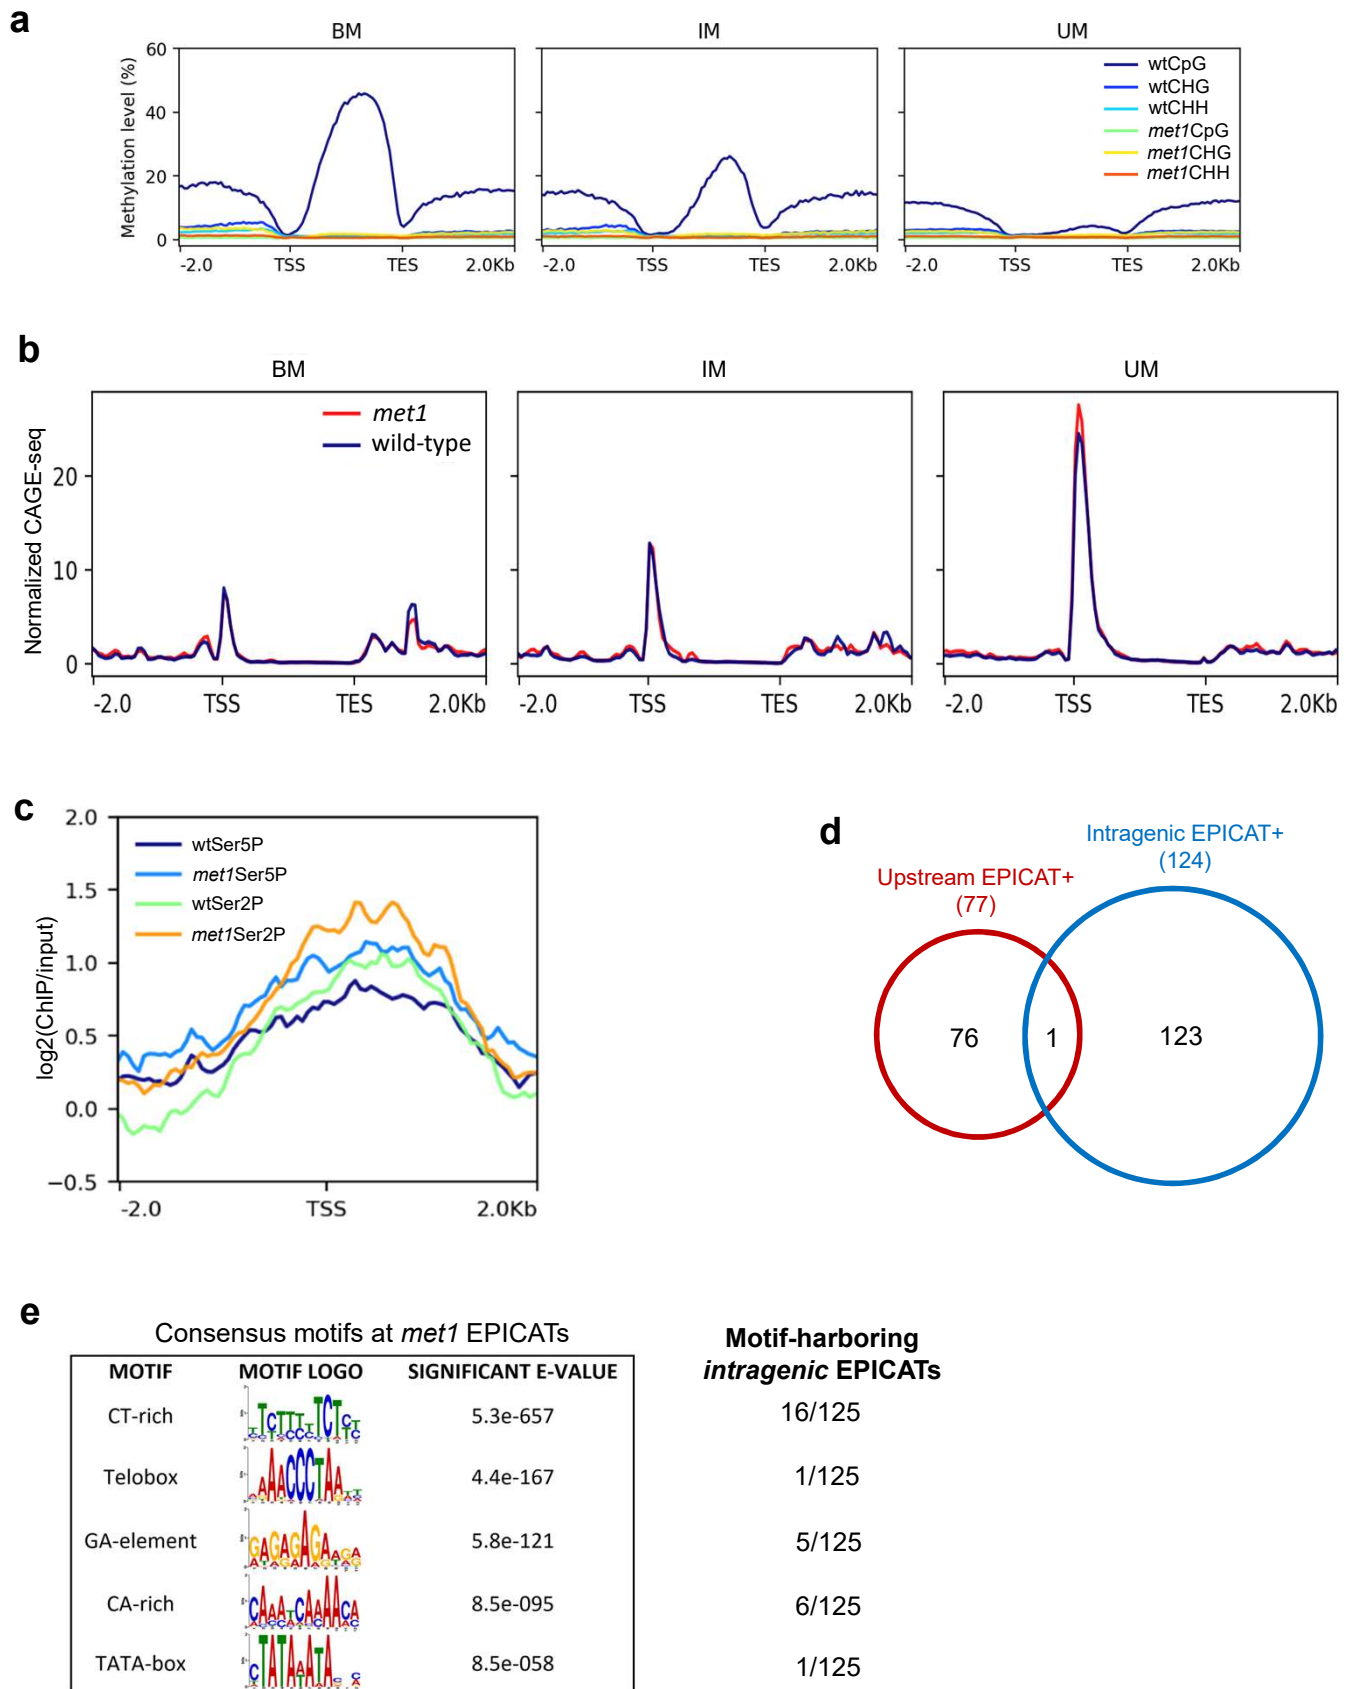 a
BM
IM
UM
Methylation level (%)
60
40
20
0
wtCpG
wtCHG
wtCHH
met1CpG
met1CHG
met1CHH
-2.0 TSS TES 2.0Kb
-2.0 TSS TES 2.0Kb
-2.0 TSS TES 2.0Kb
b
BM
IM
UM
Normalized CAGE-seq
20
10
0
met1
wild-type
-2.0 TSS TES 2.0Kb
-2.0 TSS TES 2.0Kb
-2.0 TSS TES 2.0Kb
c
log2(ChIP/input)
2.0
1.5
1.0
0.5
0.0
−0.5
wtSer5P
met1Ser5P
wtSer2P
met1Ser2P
-2.0 TSS 2.0Kb
d
Intragenic EPICAT+
(124)
Upstream EPICAT+
(77)
76 1 123
e
Consensus motifs at met1 EPICATs
Motif-harboring
intragenic EPICATs
MOTIF MOTIF LOGO SIGNIFICANT E-VALUE
CT-rich 5.3e-657 16/125
Telobox 4.4e-167 1/125
GA-element 5.8e-121 5/125
CA-rich 8.5e-095 6/125
TATA-box 8.5e-058 1/125